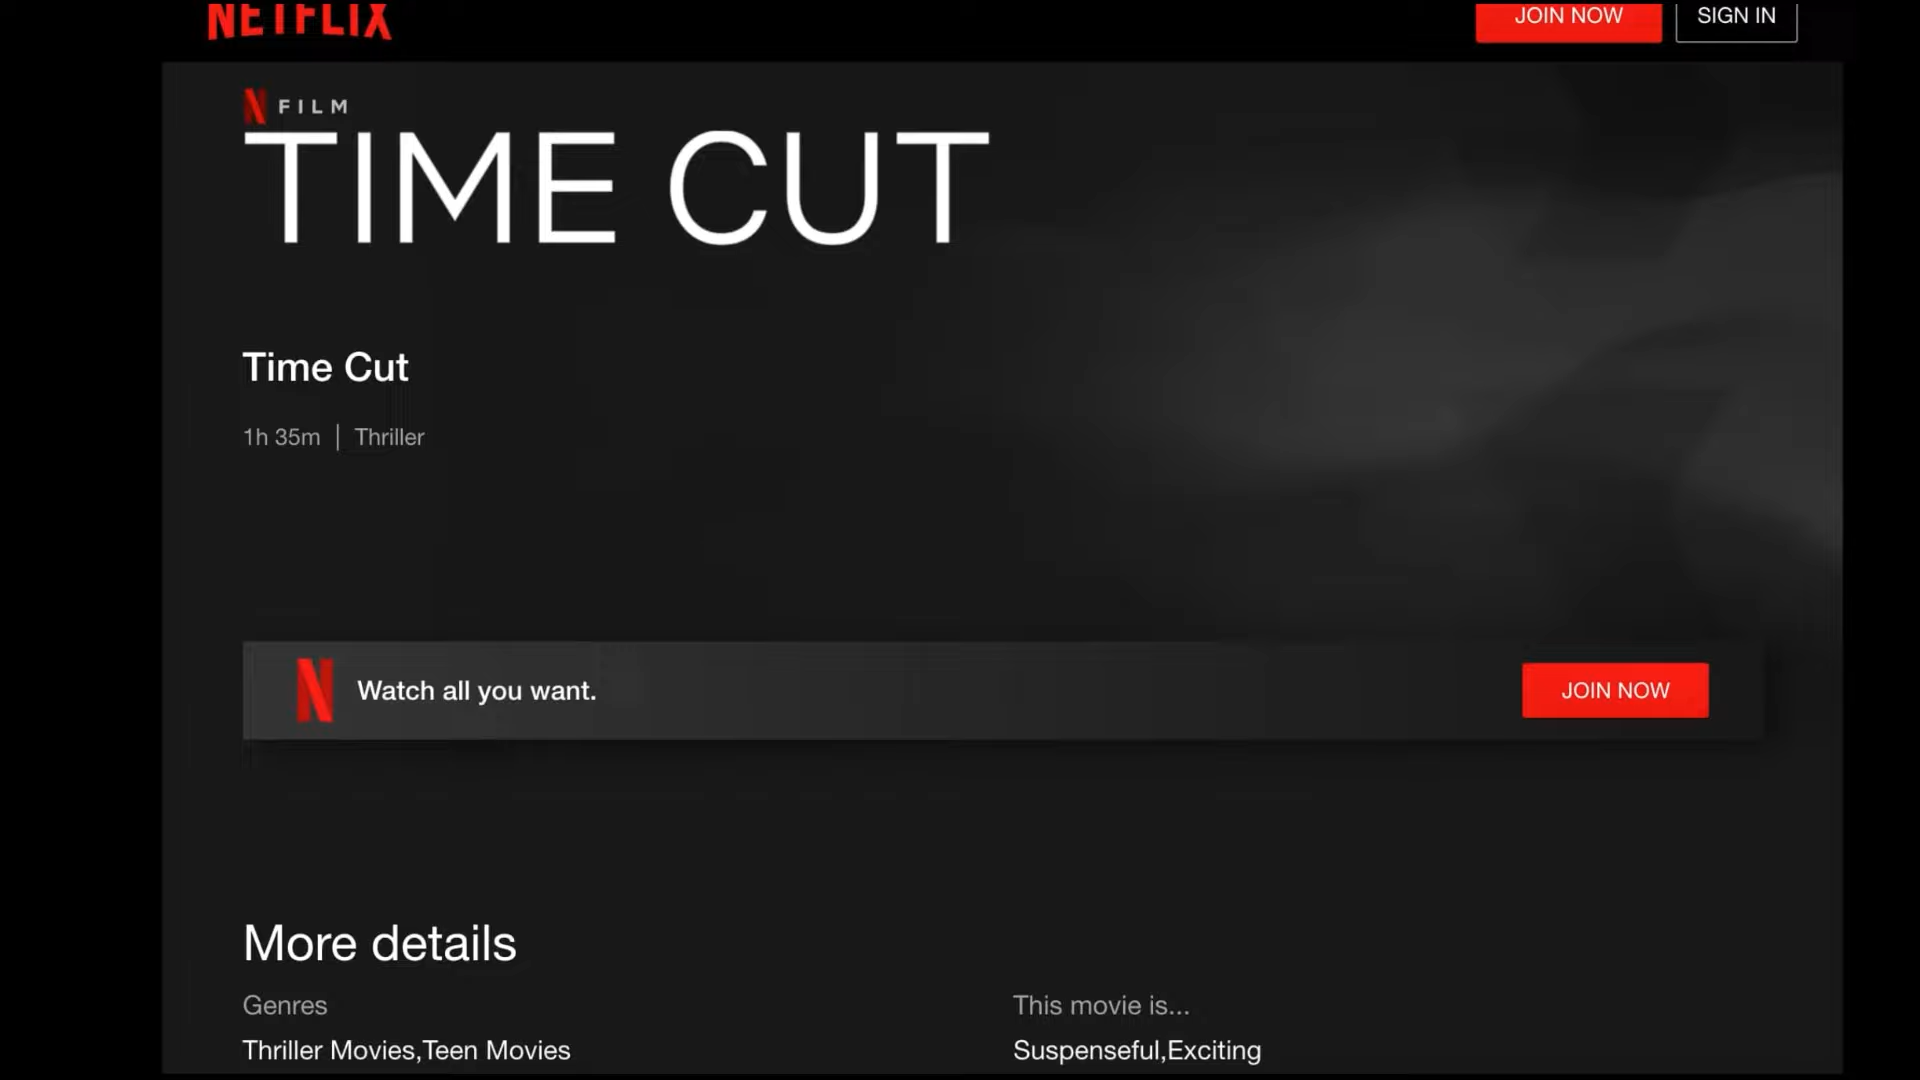 NETFLIX
JOIN NOW
SIGN IN
N FILM
TIME CUT
Time Cut
1h 35m | Thriller
N Watch all you want.
JOIN NOW
More details
Genres
This movie is...
Thriller Movies,Teen Movies
Suspenseful,Exciting